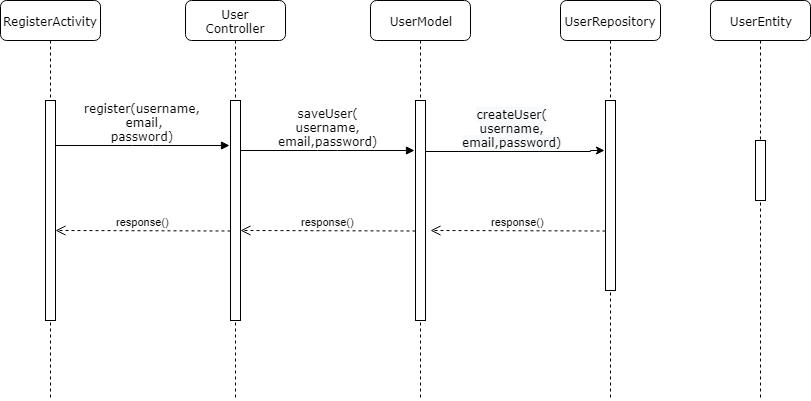 RegisterActivity
User
Controller
UserModel
UserRepository
UserEntity
register(username,
email,
password)
saveUser(
username,
email,password)
createUser(
username,
email,password)
response()
response()
response()